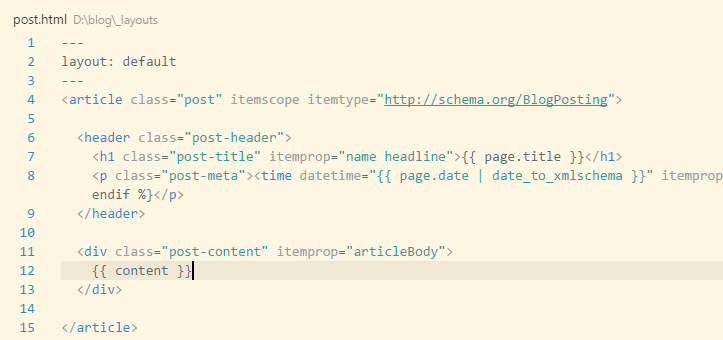 post.html D:\blog\_layouts
1 ---
2 layout: default
3 ---
4 <article class="post" itemscope itemtype="http://schema.org/BlogPosting">
5
6 <header class="post-header">
7 <h1 class="post-title" itemprop="name headline">{{ page.title }}</h1>
8 <p class="post-meta"><time datetime="{{ page.date | date_to_xmlschema }}" itemprop
endif %}</p>
9 </header>
10
11 <div class="post-content" itemprop="articleBody">
12 {{ content }}
13 </div>
14
15 </article>